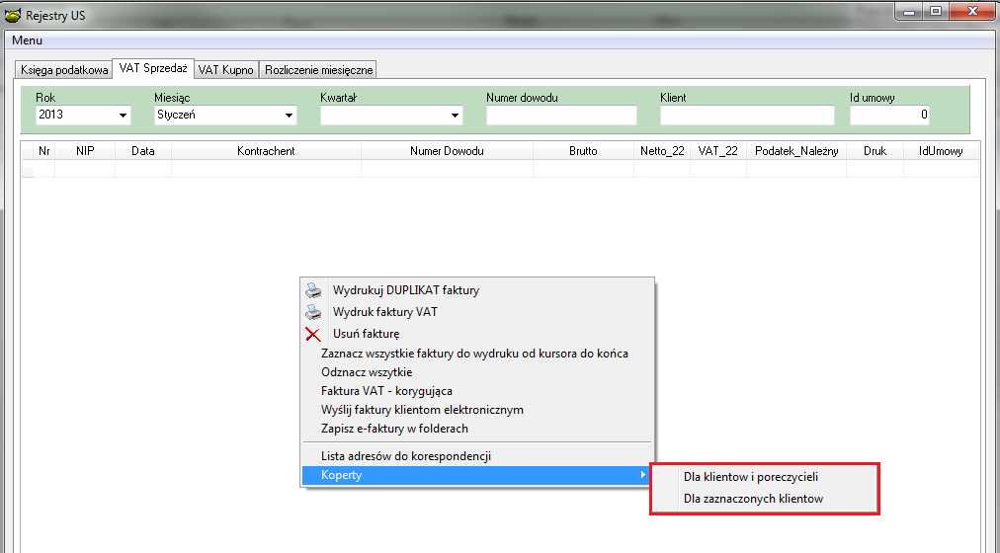 Rejestry US
Menu
Księga podatkowa VAT Sprzedaż VAT Kupno Rozliczenie miesięczne
Rok Miesiąc Kwartał Numer dowodu Klient Id umowy
2013 Styczeń 0
Nr NIP Data Kontrachent Numer Dowodu Brutto Netto_22 VAT_22 Podatek_Należny Druk IdUmowy
Wydrukuj DUPLIKAT faktury
Wydruk faktury VAT
Usuń fakturę
Zaznacz wszystkie faktury do wydruku od kursora do końca
Odznacz wszytkie
Faktura VAT - korygująca
Wyślij faktury klientom elektronicznym
Zapisz e-faktury w folderach
Lista adresów do korespondencji
Koperty
Dla klientow i poreczycieli
Dla zaznaczonych klientow